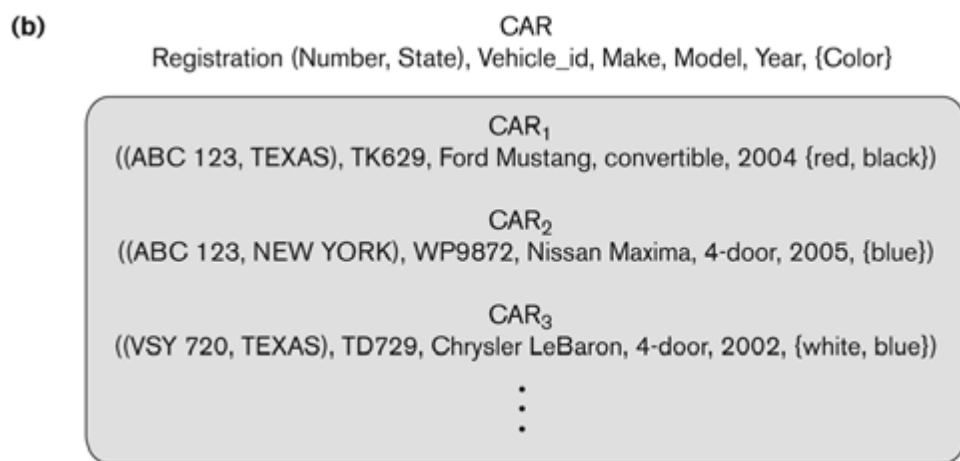 (b) CAR
Registration (Number, State), Vehicle_id, Make, Model, Year, {Color}
CAR₁
((ABC 123, TEXAS), TK629, Ford Mustang, convertible, 2004 {red, black})
CAR₂
((ABC 123, NEW YORK), WP9872, Nissan Maxima, 4-door, 2005, {blue})
CAR₃
((VSY 720, TEXAS), TD729, Chrysler LeBaron, 4-door, 2002, {white, blue})